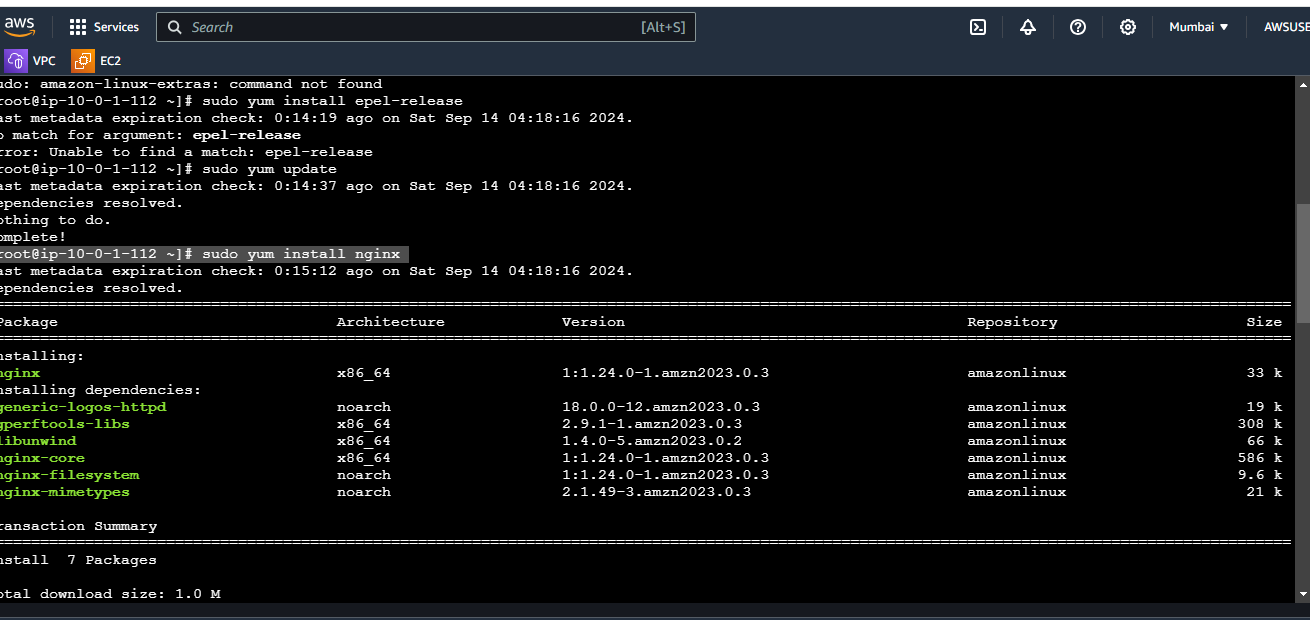 aws Services Search [Alt+S] Mumbai AWSUSE
VPC EC2
udo: amazon-linux-extras: command not found
root@ip-10-0-1-112 ~]# sudo yum install epel-release
ast metadata expiration check: 0:14:19 ago on Sat Sep 14 04:18:16 2024.
o match for argument: epel-release
rror: Unable to find a match: epel-release
root@ip-10-0-1-112 ~]# sudo yum update
ast metadata expiration check: 0:14:37 ago on Sat Sep 14 04:18:16 2024.
ependencies resolved.
othing to do.
omplete!
root@ip-10-0-1-112 ~]# sudo yum install nginx
ast metadata expiration check: 0:15:12 ago on Sat Sep 14 04:18:16 2024.
ependencies resolved.
Package Architecture Version Repository Size
nstalling:
nginx x86_64 1:1.24.0-1.amzn2023.0.3 amazonlinux 33 k
nstalling dependencies:
generic-logos-httpd noarch 18.0.0-12.amzn2023.0.3 amazonlinux 19 k
gperftools-libs x86_64 2.9.1-1.amzn2023.0.3 amazonlinux 308 k
libunwind x86_64 1.4.0-5.amzn2023.0.2 amazonlinux 66 k
nginx-core x86_64 1:1.24.0-1.amzn2023.0.3 amazonlinux 586 k
nginx-filesystem noarch 1:1.24.0-1.amzn2023.0.3 amazonlinux 9.6 k
nginx-mimetypes noarch 2.1.49-3.amzn2023.0.3 amazonlinux 21 k
ransaction Summary
nstall 7 Packages
otal download size: 1.0 M